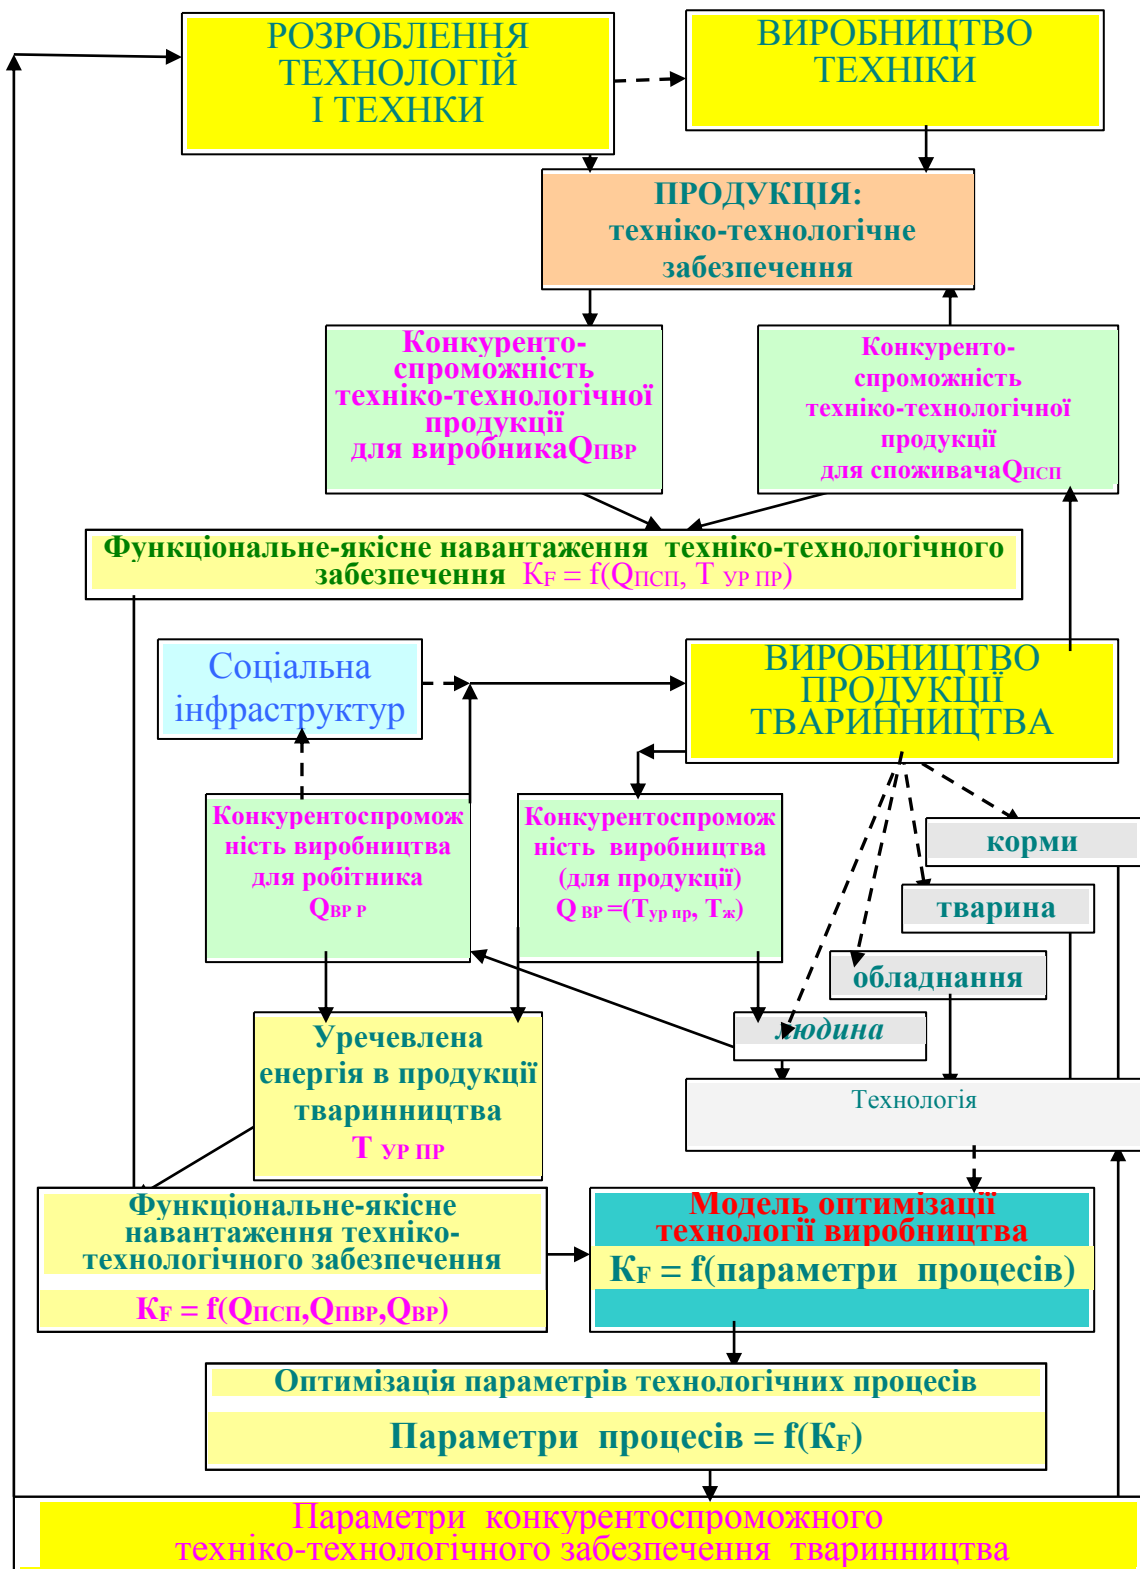 РОЗРОБЛЕННЯ
ТЕХНОЛОГІЙ
І ТЕХНКИ
ВИРОБНИЦТВО
ТЕХНІКИ
ПРОДУКЦІЯ:
техніко-технологічне
забезпечення
Конкуренто-
спроможність
техніко-технологічної
продукції
для виробникаQПВР
Конкуренто-
спроможність
техніко-технологічної
продукції
для споживачаQПСП
Функціональне-якісне навантаження техніко-технологічного
забезпечення KF = f(QПСП, Т УР ПР)
Соціальна
інфраструктур
ВИРОБНИЦТВО
ПРОДУКЦІЇ
ТВАРИННИЦТВА
Конкурентоспромож
ність виробництва
для робітника
QВР Р
Конкурентоспромож
ність виробництва
(для продукції)
Q ВР =(Тур пр, Тж)
корми
тварина
обладнання
людина
Уречевлена
енергія в продукції
тваринництва
Т УР ПР
Технологія
Функціональне-якісне
навантаження техніко-
технологічного забезпечення
KF = f(QПСП,QПВР,QВР)
Модель оптимізації
технології виробництва
KF = f(параметри процесів)
Оптимізація параметрів технологічних процесів
Параметри процесів = f(KF)
Параметри конкурентоспроможного
техніко-технологічного забезпечення тваринництва